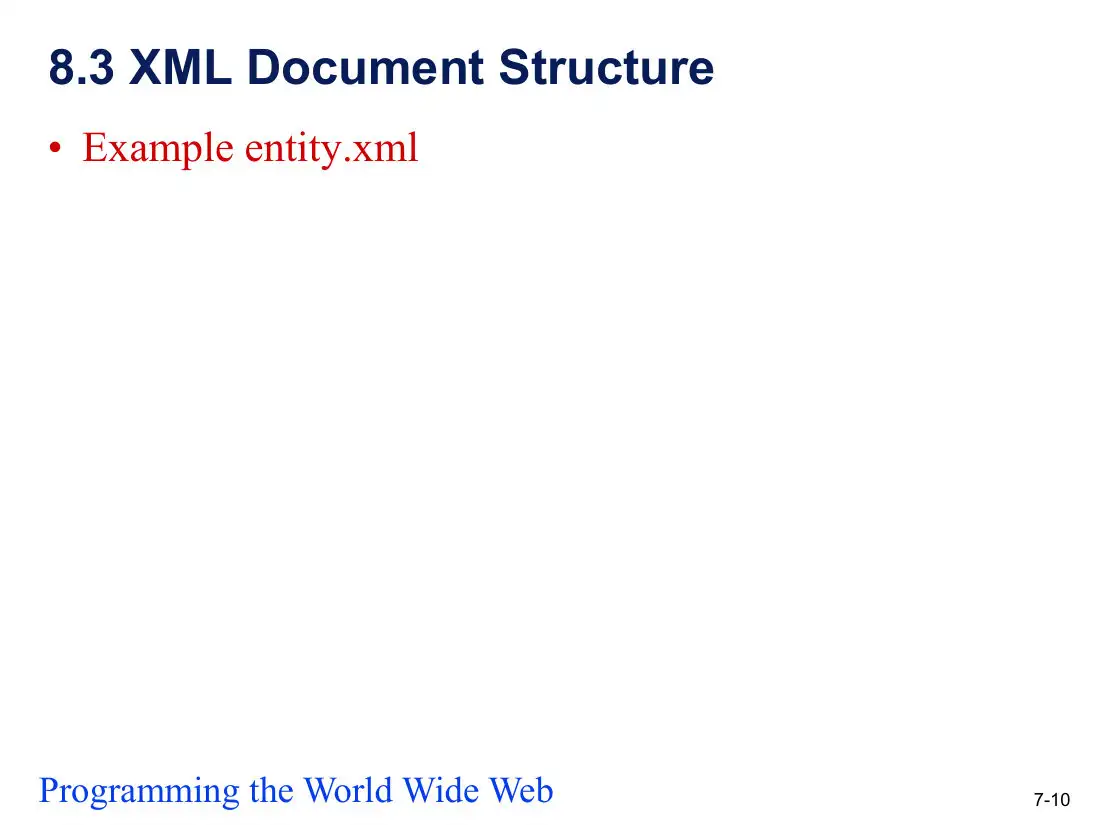 8.3 XML Document Structure
• Example entity.xml
Programming the World Wide Web
7-10